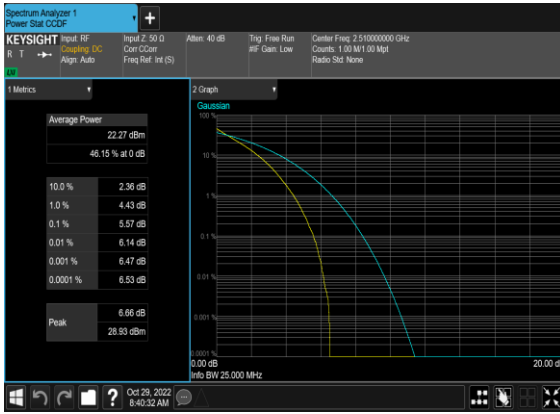 Spectrum Analyzer 1
Power Stat CCDF
KEYSIGHT
R T
LV
Input: RF
Coupling: DC
Align: Auto
Input Z: 50 Ω
Corr CCorr
Freq Ref: Int (S)
Atten: 40 dB
Trig: Free Run
#IF Gain: Low
Center Freq: 2.510000000 GHz
Counts: 1.00 M/1.00 Mpt
Radio Std: None
1 Metrics
Average Power
22.27 dBm
46.15 % at 0 dB
10.0 % 2.36 dB
1.0 % 4.43 dB
0.1 % 5.57 dB
0.01 % 6.14 dB
0.001 % 6.47 dB
0.0001 % 6.53 dB
Peak
6.66 dB
28.93 dBm
2 Graph
Gaussian
100 %
10 %
1 %
0.1 %
0.01 %
0.001 %
0.0001 %
0.00 dB
20.00 d
Info BW 25.000 MHz
Oct 29, 2022
8:40:32 AM